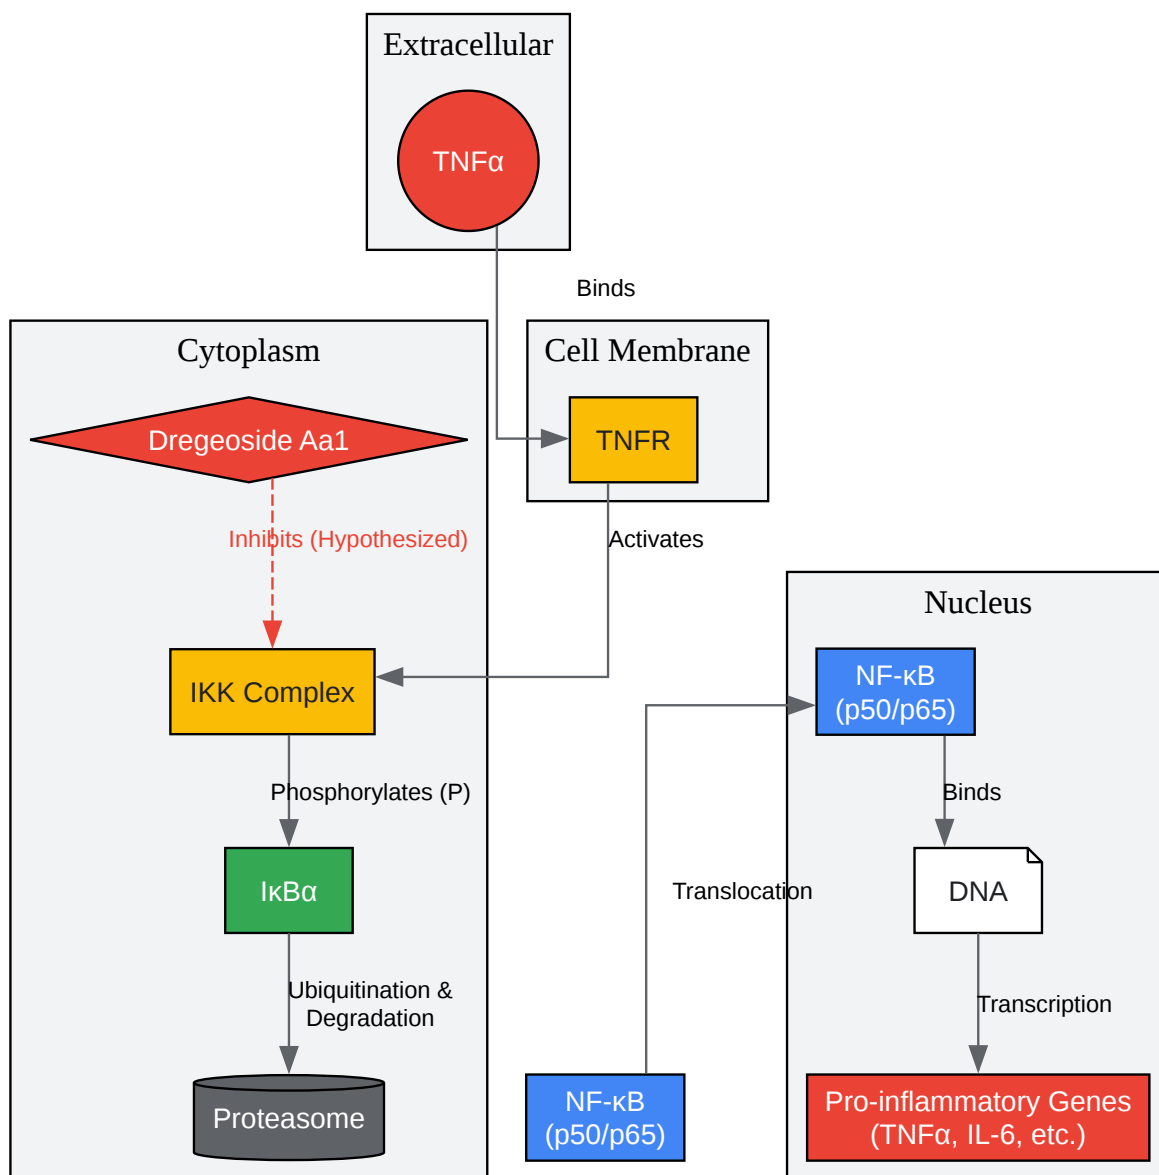 Extracellular
TNFα
Binds
Cytoplasm
Cell Membrane
Dregeoside Aa1
TNFR
Inhibits (Hypothesized)
Activates
Nucleus
IKK Complex
NF-κB
(p50/p65)
Phosphorylates (P)
Binds
IκBα
Translocation
DNA
Ubiquitination &
Degradation
Transcription
Proteasome
NF-κB
(p50/p65)
Pro-inflammatory Genes
(TNFα, IL-6, etc.)